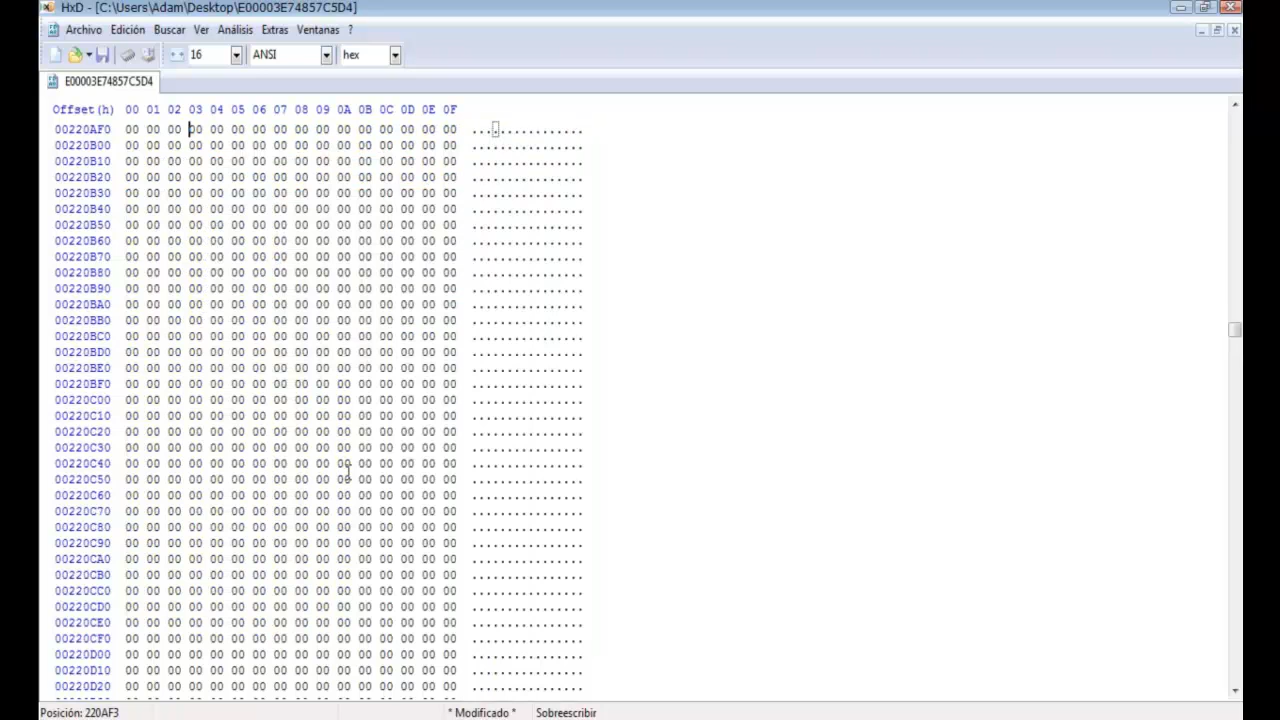 HxD - [C:\Users\Adam\Desktop\E00003E74857C5D4]
Archivo Edición Buscar Ver Análisis Extras Ventanas ?
16 ANSI hex
E00003E74857C5D4
Offset(h) 00 01 02 03 04 05 06 07 08 09 0A 0B 0C 0D 0E 0F
00220AF0 00 00 00 00 00 00 00 00 00 00 00 00 00 00 00 00 ................
00220B00 00 00 00 00 00 00 00 00 00 00 00 00 00 00 00 00 ................
00220B10 00 00 00 00 00 00 00 00 00 00 00 00 00 00 00 00 ................
00220B20 00 00 00 00 00 00 00 00 00 00 00 00 00 00 00 00 ................
00220B30 00 00 00 00 00 00 00 00 00 00 00 00 00 00 00 00 ................
00220B40 00 00 00 00 00 00 00 00 00 00 00 00 00 00 00 00 ................
00220B50 00 00 00 00 00 00 00 00 00 00 00 00 00 00 00 00 ................
00220B60 00 00 00 00 00 00 00 00 00 00 00 00 00 00 00 00 ................
00220B70 00 00 00 00 00 00 00 00 00 00 00 00 00 00 00 00 ................
00220B80 00 00 00 00 00 00 00 00 00 00 00 00 00 00 00 00 ................
00220B90 00 00 00 00 00 00 00 00 00 00 00 00 00 00 00 00 ................
00220BA0 00 00 00 00 00 00 00 00 00 00 00 00 00 00 00 00 ................
00220BB0 00 00 00 00 00 00 00 00 00 00 00 00 00 00 00 00 ................
00220BC0 00 00 00 00 00 00 00 00 00 00 00 00 00 00 00 00 ................
00220BD0 00 00 00 00 00 00 00 00 00 00 00 00 00 00 00 00 ................
00220BE0 00 00 00 00 00 00 00 00 00 00 00 00 00 00 00 00 ................
00220BF0 00 00 00 00 00 00 00 00 00 00 00 00 00 00 00 00 ................
00220C00 00 00 00 00 00 00 00 00 00 00 00 00 00 00 00 00 ................
00220C10 00 00 00 00 00 00 00 00 00 00 00 00 00 00 00 00 ................
00220C20 00 00 00 00 00 00 00 00 00 00 00 00 00 00 00 00 ................
00220C30 00 00 00 00 00 00 00 00 00 00 00 00 00 00 00 00 ................
00220C40 00 00 00 00 00 00 00 00 00 00 00 00 00 00 00 00 ................
00220C50 00 00 00 00 00 00 00 00 00 00 00 00 00 00 00 00 ................
00220C60 00 00 00 00 00 00 00 00 00 00 00 00 00 00 00 00 ................
00220C70 00 00 00 00 00 00 00 00 00 00 00 00 00 00 00 00 ................
00220C80 00 00 00 00 00 00 00 00 00 00 00 00 00 00 00 00 ................
00220C90 00 00 00 00 00 00 00 00 00 00 00 00 00 00 00 00 ................
00220CA0 00 00 00 00 00 00 00 00 00 00 00 00 00 00 00 00 ................
00220CB0 00 00 00 00 00 00 00 00 00 00 00 00 00 00 00 00 ................
00220CC0 00 00 00 00 00 00 00 00 00 00 00 00 00 00 00 00 ................
00220CD0 00 00 00 00 00 00 00 00 00 00 00 00 00 00 00 00 ................
00220CE0 00 00 00 00 00 00 00 00 00 00 00 00 00 00 00 00 ................
00220CF0 00 00 00 00 00 00 00 00 00 00 00 00 00 00 00 00 ................
00220D00 00 00 00 00 00 00 00 00 00 00 00 00 00 00 00 00 ................
00220D10 00 00 00 00 00 00 00 00 00 00 00 00 00 00 00 00 ................
00220D20 00 00 00 00 00 00 00 00 00 00 00 00 00 00 00 00 ................
Posición: 220AF3 * Modificado * Sobreescribir